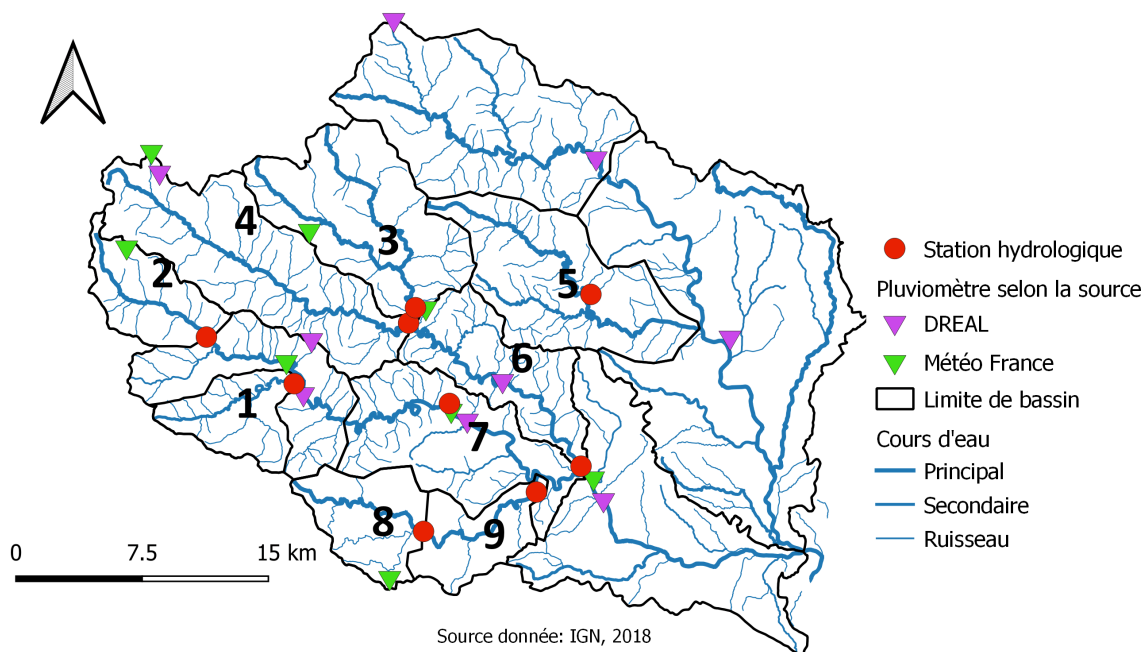 4
3
2
5
6
1
7
8
9
0 7.5 15 km
Source donnée: IGN, 2018
Station hydrologique
Pluviomètre selon la source
DREAL
Météo France
Limite de bassin
Cours d'eau
Principal
Secondaire
Ruisseau